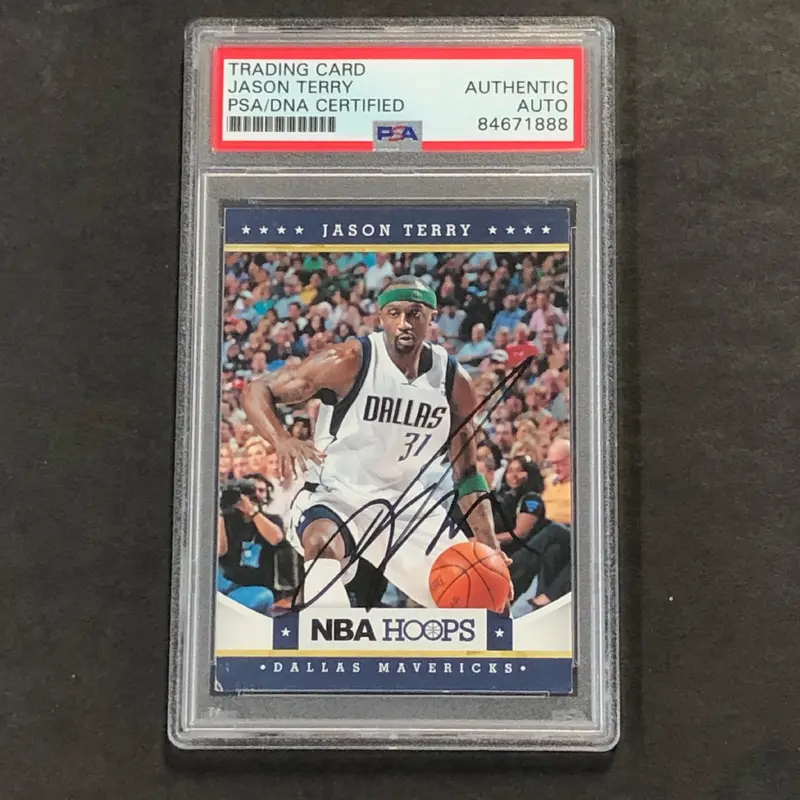 TRADING CARD
JASON TERRY
PSA/DNA CERTIFIED
AUTHENTIC
AUTO
84671888
PSA
JASON TERRY
DALLAS
31
NBA HOOPS
DALLAS MAVERICKS